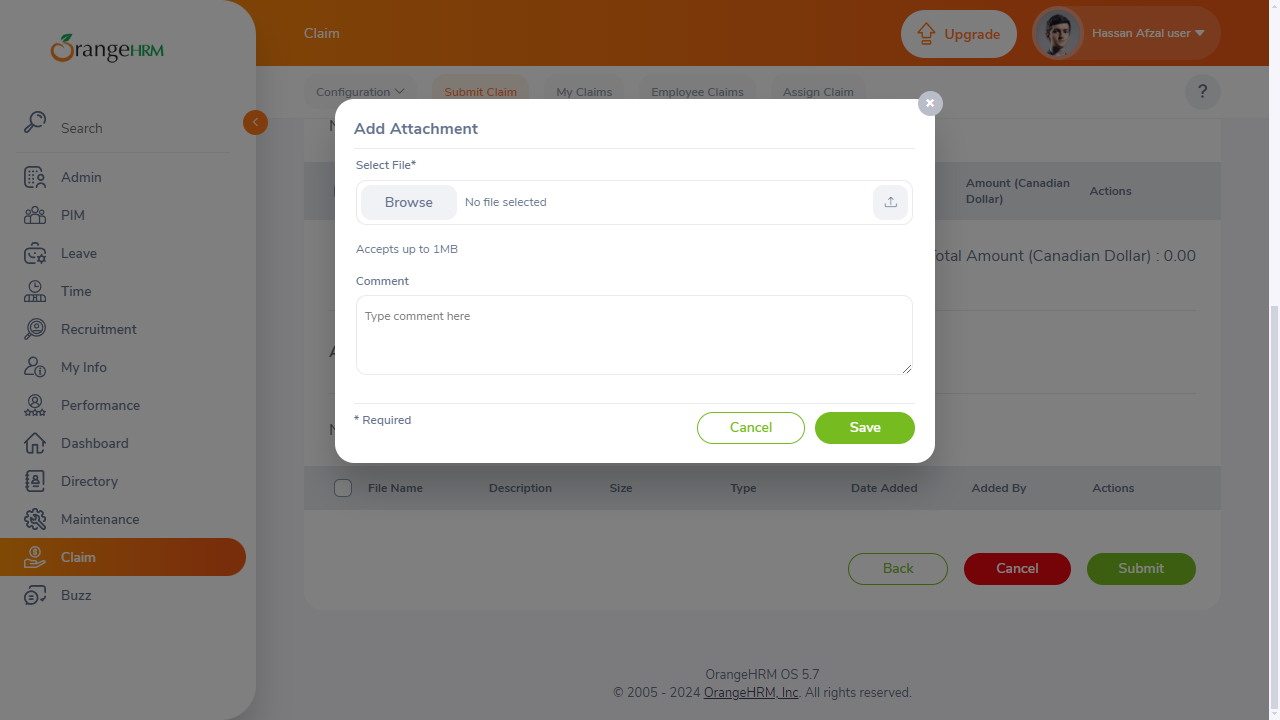 OrangeHRM
Claim
Upgrade
Hassan Afzal user
Search
Admin
PIM
Leave
Time
Recruitment
My Info
Performance
Dashboard
Directory
Maintenance
Claim
Buzz
Configuration
Submit Claim
My Claims
Employee Claims
Assign Claim
?
Add Attachment
Select File*
Browse
No file selected
Accepts up to 1MB
Comment
Type comment here
* Required
Cancel
Save
Amount (Canadian
Dollar)
Actions
Amount (Canadian Dollar) : 0.00
File Name
Description
Size
Type
Date Added
Added By
Actions
Back
Cancel
Submit
OrangeHRM OS 5.7
© 2005 - 2024 OrangeHRM, Inc. All rights reserved.